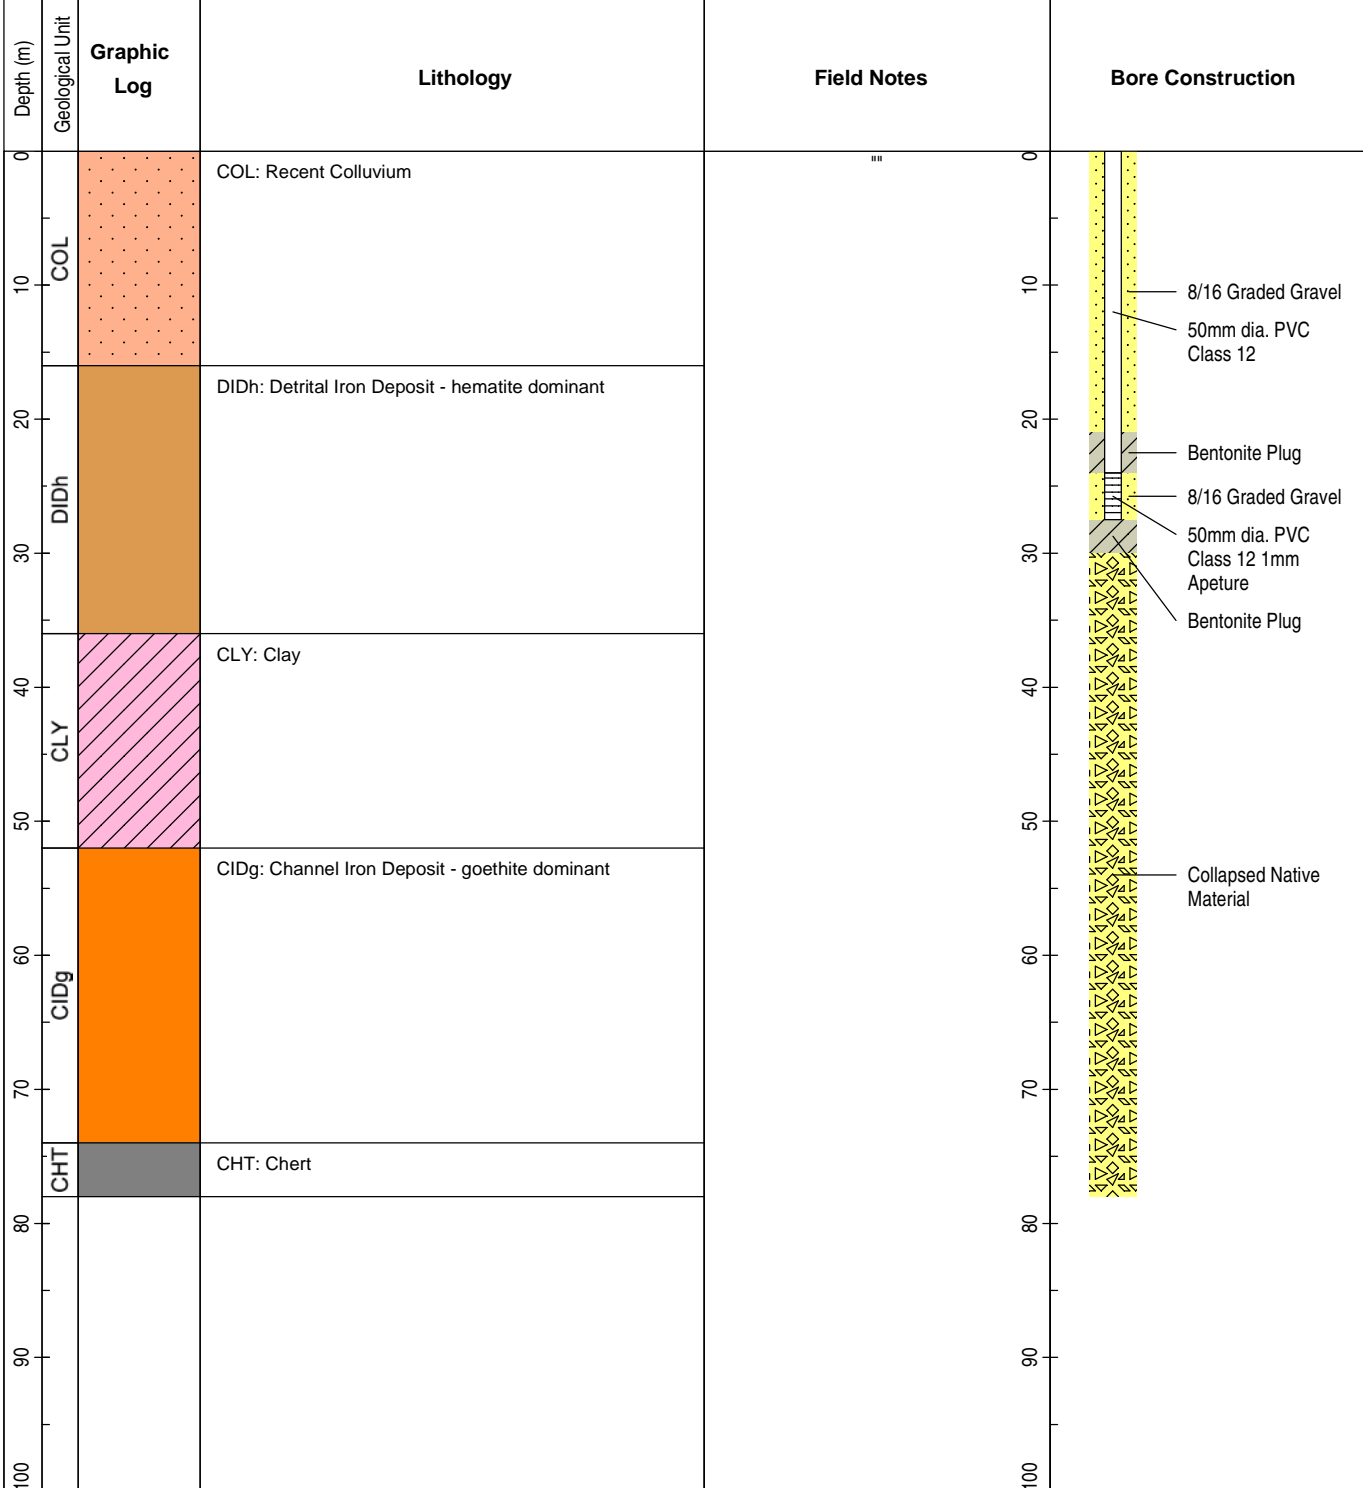 Depth (m)
Geological Unit
Graphic
Log
Lithology
Field Notes
Bore Construction
0
10
20
30
40
50
60
70
80
90
100
COL
DIDh
CLY
CIDg
CHT
COL: Recent Colluvium
DIDh: Detrital Iron Deposit - hematite dominant
CLY: Clay
CIDg: Channel Iron Deposit - goethite dominant
CHT: Chert
""
0
10
20
30
40
50
60
70
80
90
100
8/16 Graded Gravel
50mm dia. PVC
Class 12
Bentonite Plug
8/16 Graded Gravel
50mm dia. PVC
Class 12 1mm
Apeture
Bentonite Plug
Collapsed Native
Material